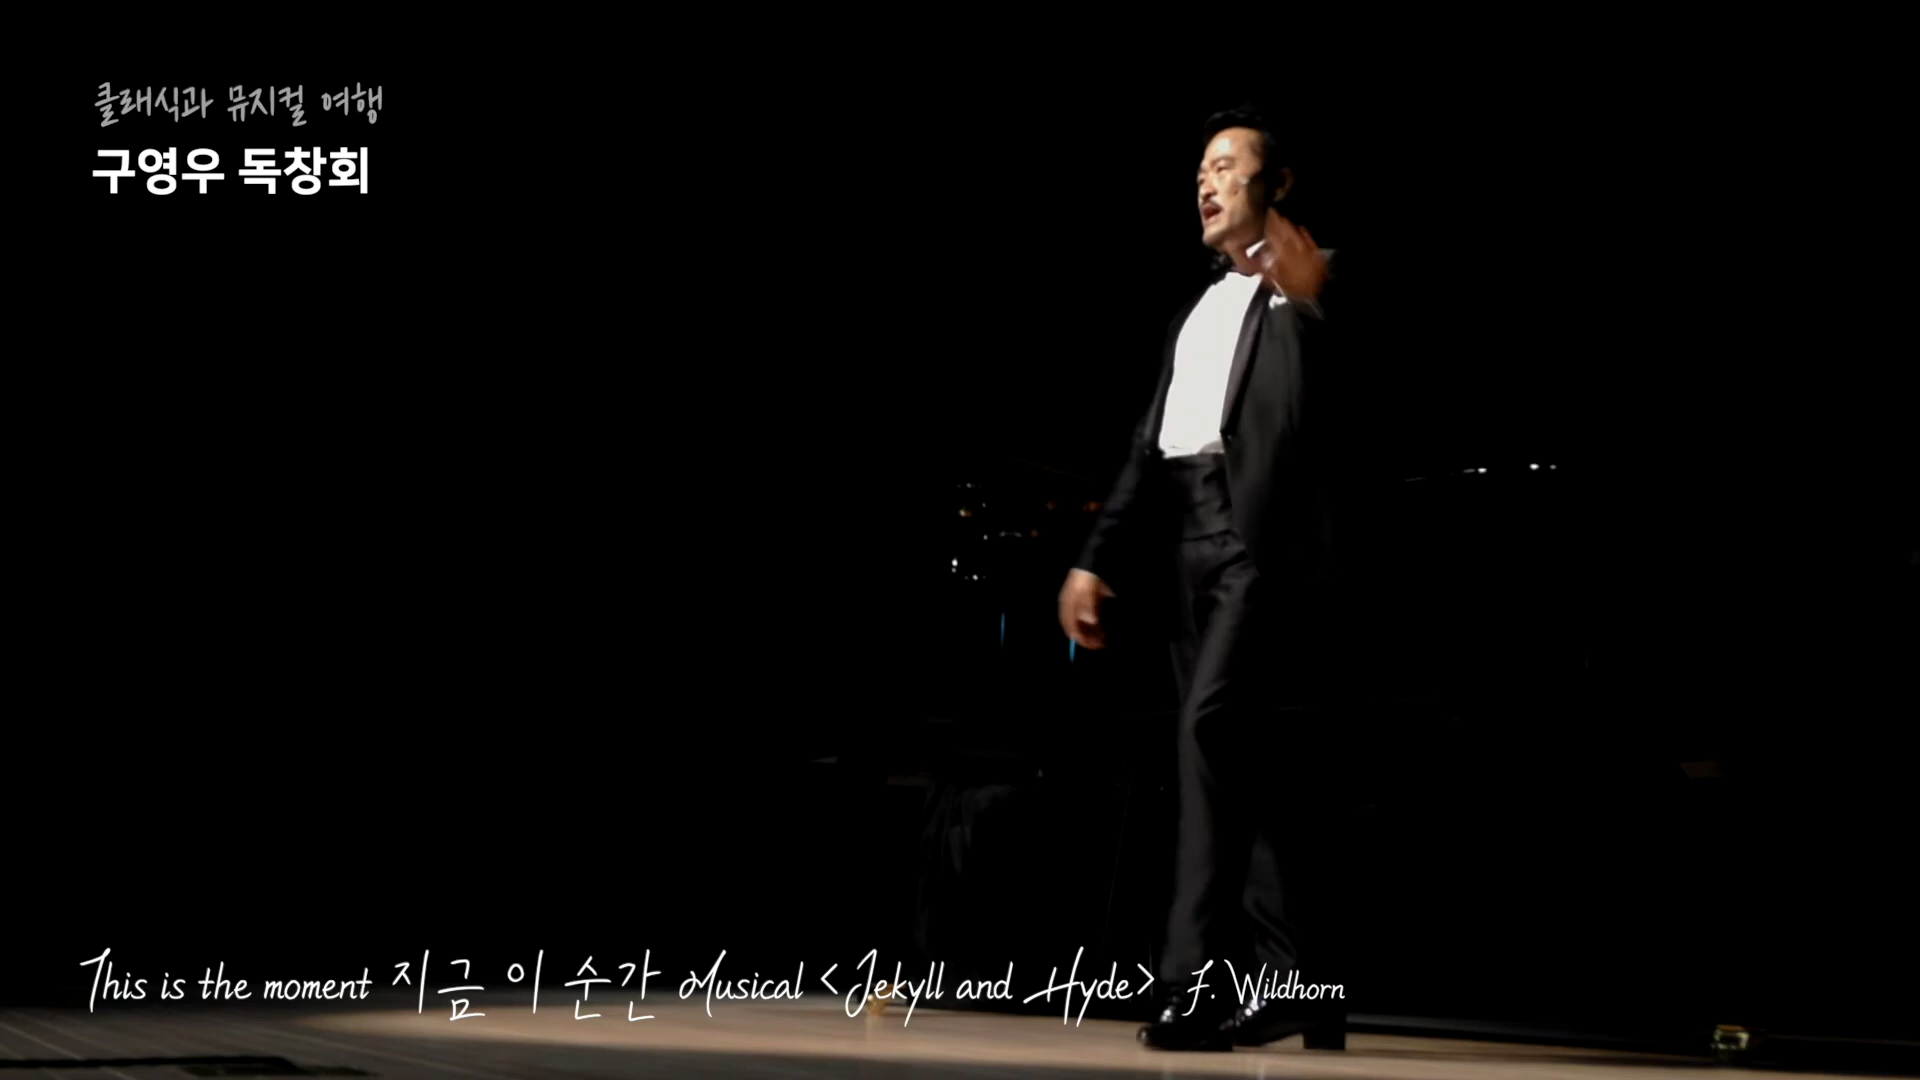 클래식과 뮤지컬 여행
구영우 독창회
This is the moment 지금 이 순간 Musical <Jekyll and Hyde> F. Wildhorn